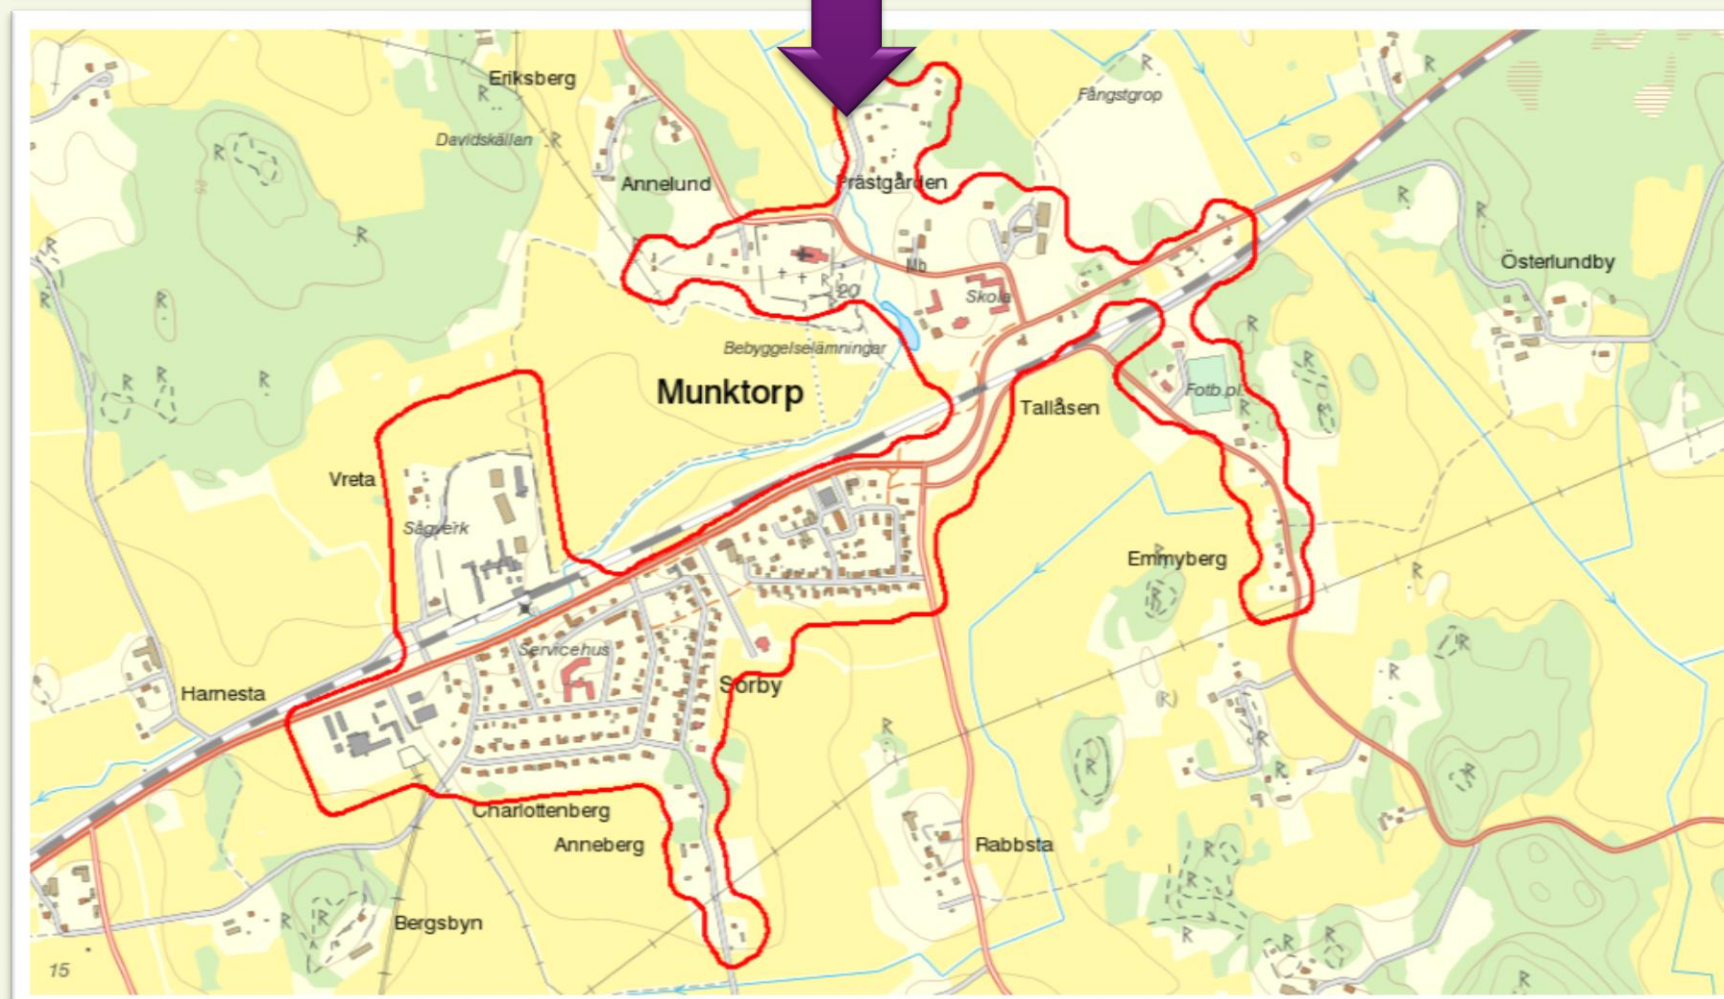 Eriksberg
Fångstgrop
Davidskällan
Annelund
Prästgården
Österlundby
Mb
20
Skola
Bebyggelselämningar
Munktorp
Fotb.pl.
Tallåsen
Vreta
Sågverk
Emmyberg
Servicehus
Sorby
Harnesta
Charlottenberg
Anneberg
Rabbsta
Bergsbyn
15